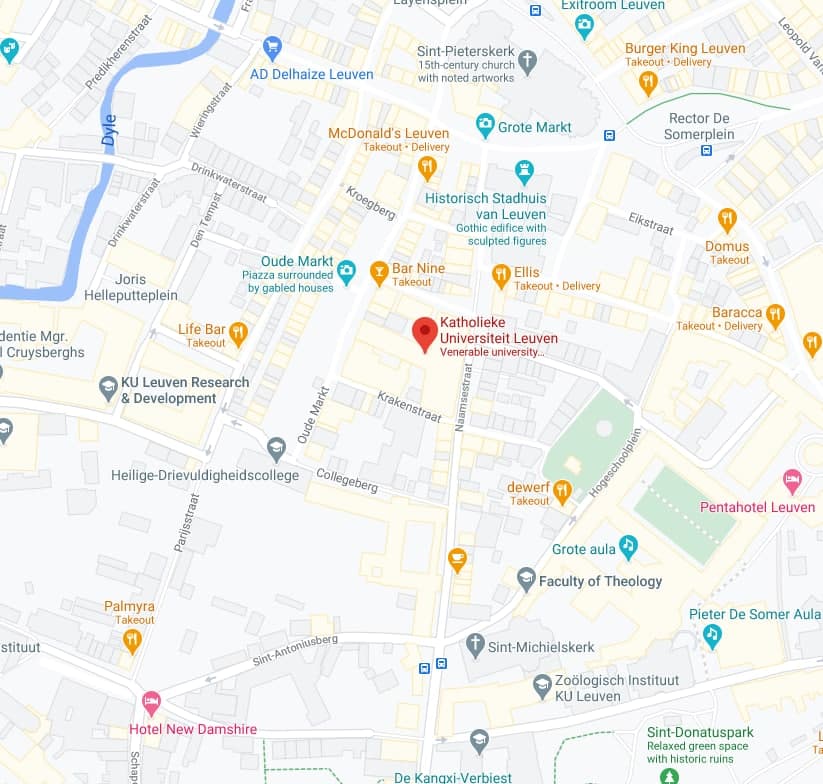 Layensplein
Exitroom Leuven
Predikherenstraat
Fr
Leopold Van
Sint-Pieterskerk
15th-century church
with noted artworks
Burger King Leuven
Takeout • Delivery
AD Delhaize Leuven
Wieringstraat
Dyle
McDonald's Leuven
Takeout • Delivery
Grote Markt
Rector De
Somerplein
Drinkwaterstraat
Drinkwaterstraat
Den Tempst
Kroegberg
Historisch Stadhuis
van Leuven
Gothic edifice with
sculpted figures
Eikstraat
Domus
Takeout
Oude Markt
Piazza surrounded
by gabled houses
Bar Nine
Takeout
Ellis
Takeout • Delivery
Joris
Helleputteplein
Baracca
Takeout • Delivery
Life Bar
Takeout
Katholieke
Universiteit Leuven
Venerable university...
dentie Mgr.
l Cruysberghs
KU Leuven Research
& Development
Oude Markt
Krakenstraat
Naamsestraat
Hogeschoolplein
Heilige-Drievuldigheidscollege
Collegeberg
dewerf
Takeout
Pentahotel Leuven
Parijsstraat
Grote aula
Faculty of Theology
Palmyra
Takeout
Pieter De Somer Aula
stituut
Sint-Antoniusberg
Sint-Michielskerk
Zoölogisch Instituut
KU Leuven
Hotel New Damshire
Schap
Sint-Donatuspark
Relaxed green space
with historic ruins
L
T
De Kangxi-Verbiest